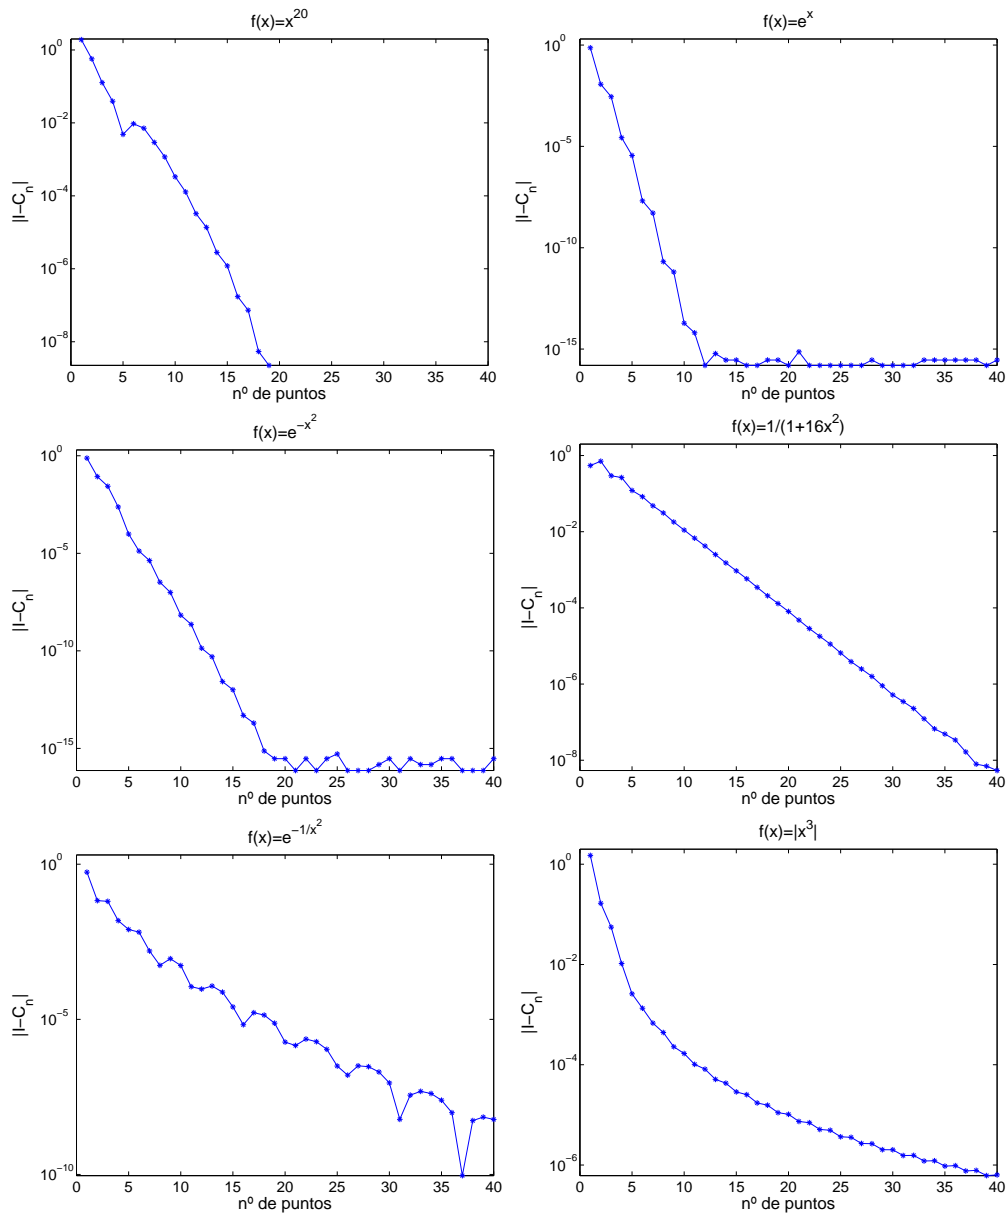 f(x)=x^20
|I−C_n|
10^0
10^−2
10^−4
10^−6
10^−8
0 5 10 15 20 25 30 35 40
nº de puntos
f(x)=e^x
|I−C_n|
10^0
10^−5
10^−10
10^−15
0 5 10 15 20 25 30 35 40
nº de puntos
f(x)=e^−x^2
|I−C_n|
10^0
10^−5
10^−10
10^−15
0 5 10 15 20 25 30 35 40
nº de puntos
f(x)=1/(1+16x^2)
|I−C_n|
10^0
10^−2
10^−4
10^−6
10^−8
0 5 10 15 20 25 30 35 40
nº de puntos
f(x)=e^−1/x^2
|I−C_n|
10^0
10^−5
10^−10
0 5 10 15 20 25 30 35 40
nº de puntos
f(x)=|x^3|
|I−C_n|
10^0
10^−2
10^−4
10^−6
0 5 10 15 20 25 30 35 40
nº de puntos